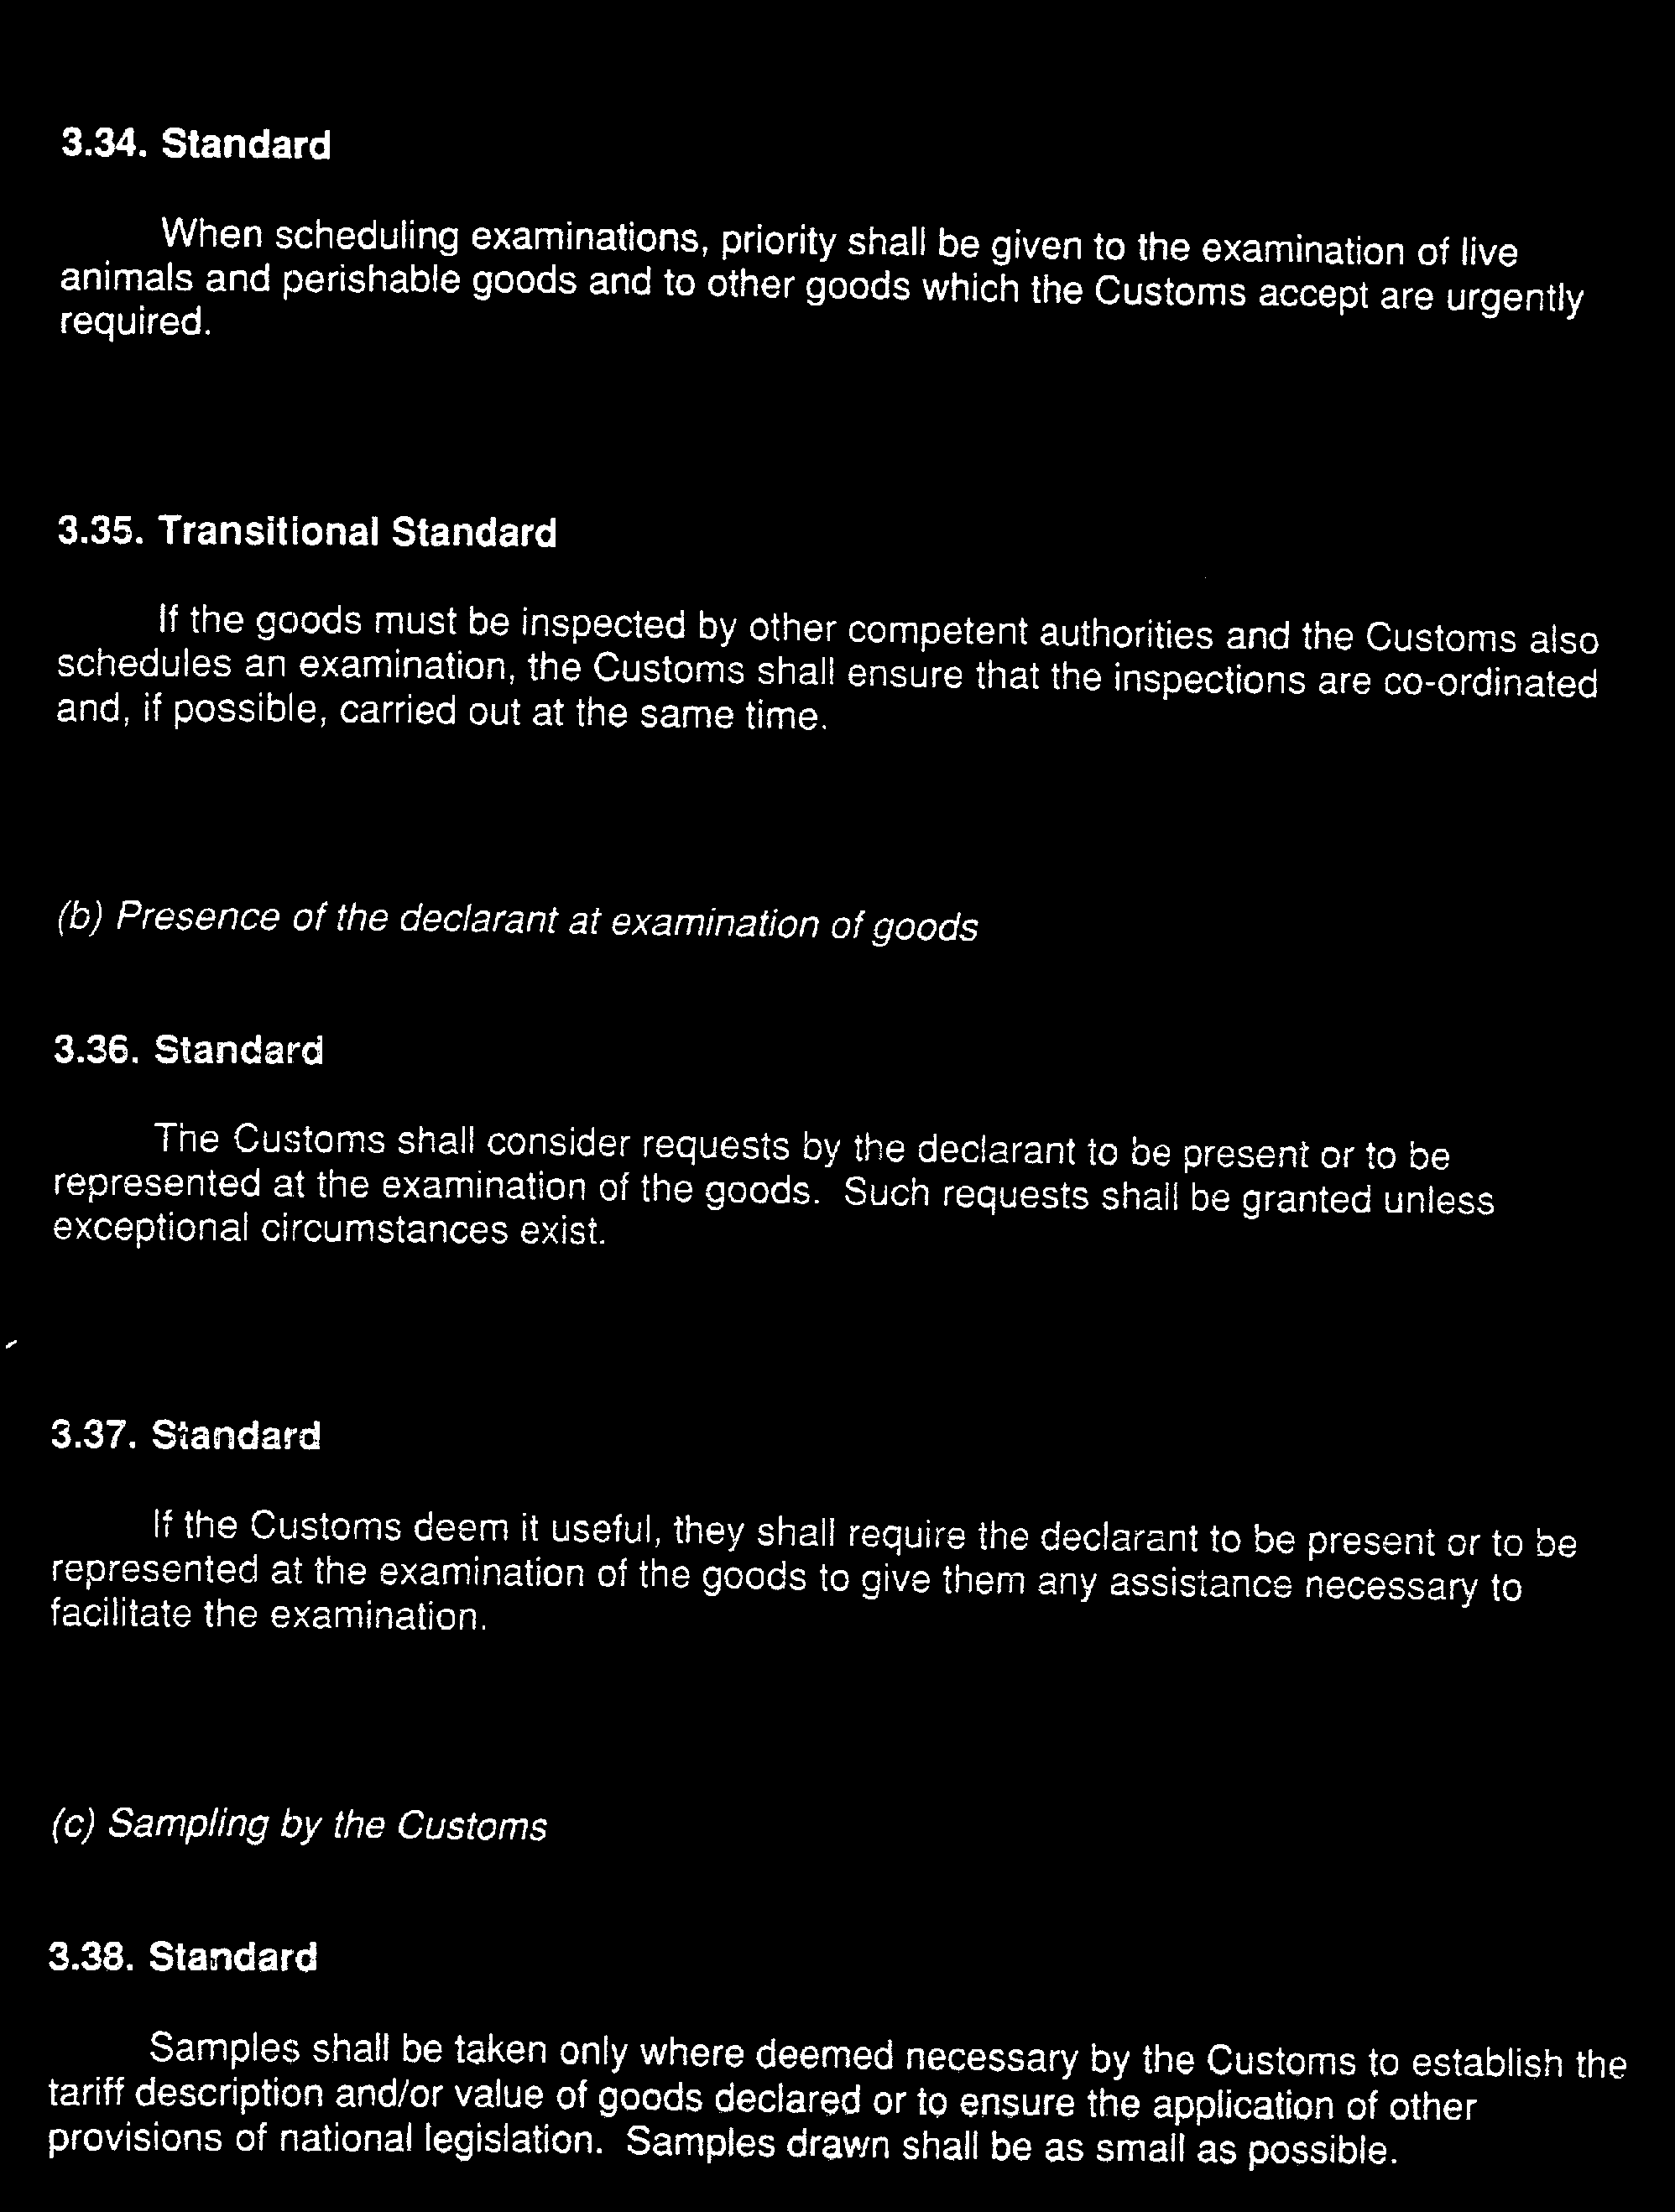 3.34. Standard
When scheduling examinations, priority shall be given to the examination of live
animals and perishable goods and to other goods which the Customs accept are urgently
required.
3.35. Transitional Standard
If the goods must be inspected by other competent authorities and the Customs also
schedules an examination, the Customs shall ensure that the inspections are co-ordinated
and, if possible, carried out at the same time.
(b) Presence of the declarant at examination of goods
3.36. Standard
The Customs shall consider requests by the declarant to be present or to be
represented at the examination of the goods. Such requests shall be granted unless
exceptional circumstances exist.
3.37. Standard
If the Customs deem it useful, they shall require the declarant to be present or to be
represented at the examination of the goods to give them any assistance necessary to
facilitate the examination.
(c) Sampling by the Customs
3.38. Standard
Samples shall be taken only where deemed necessary by the Customs to establish the
tariff description and/or value of goods declared or to ensure the application of other
provisions of national legislation. Samples drawn shall be as small as possible.